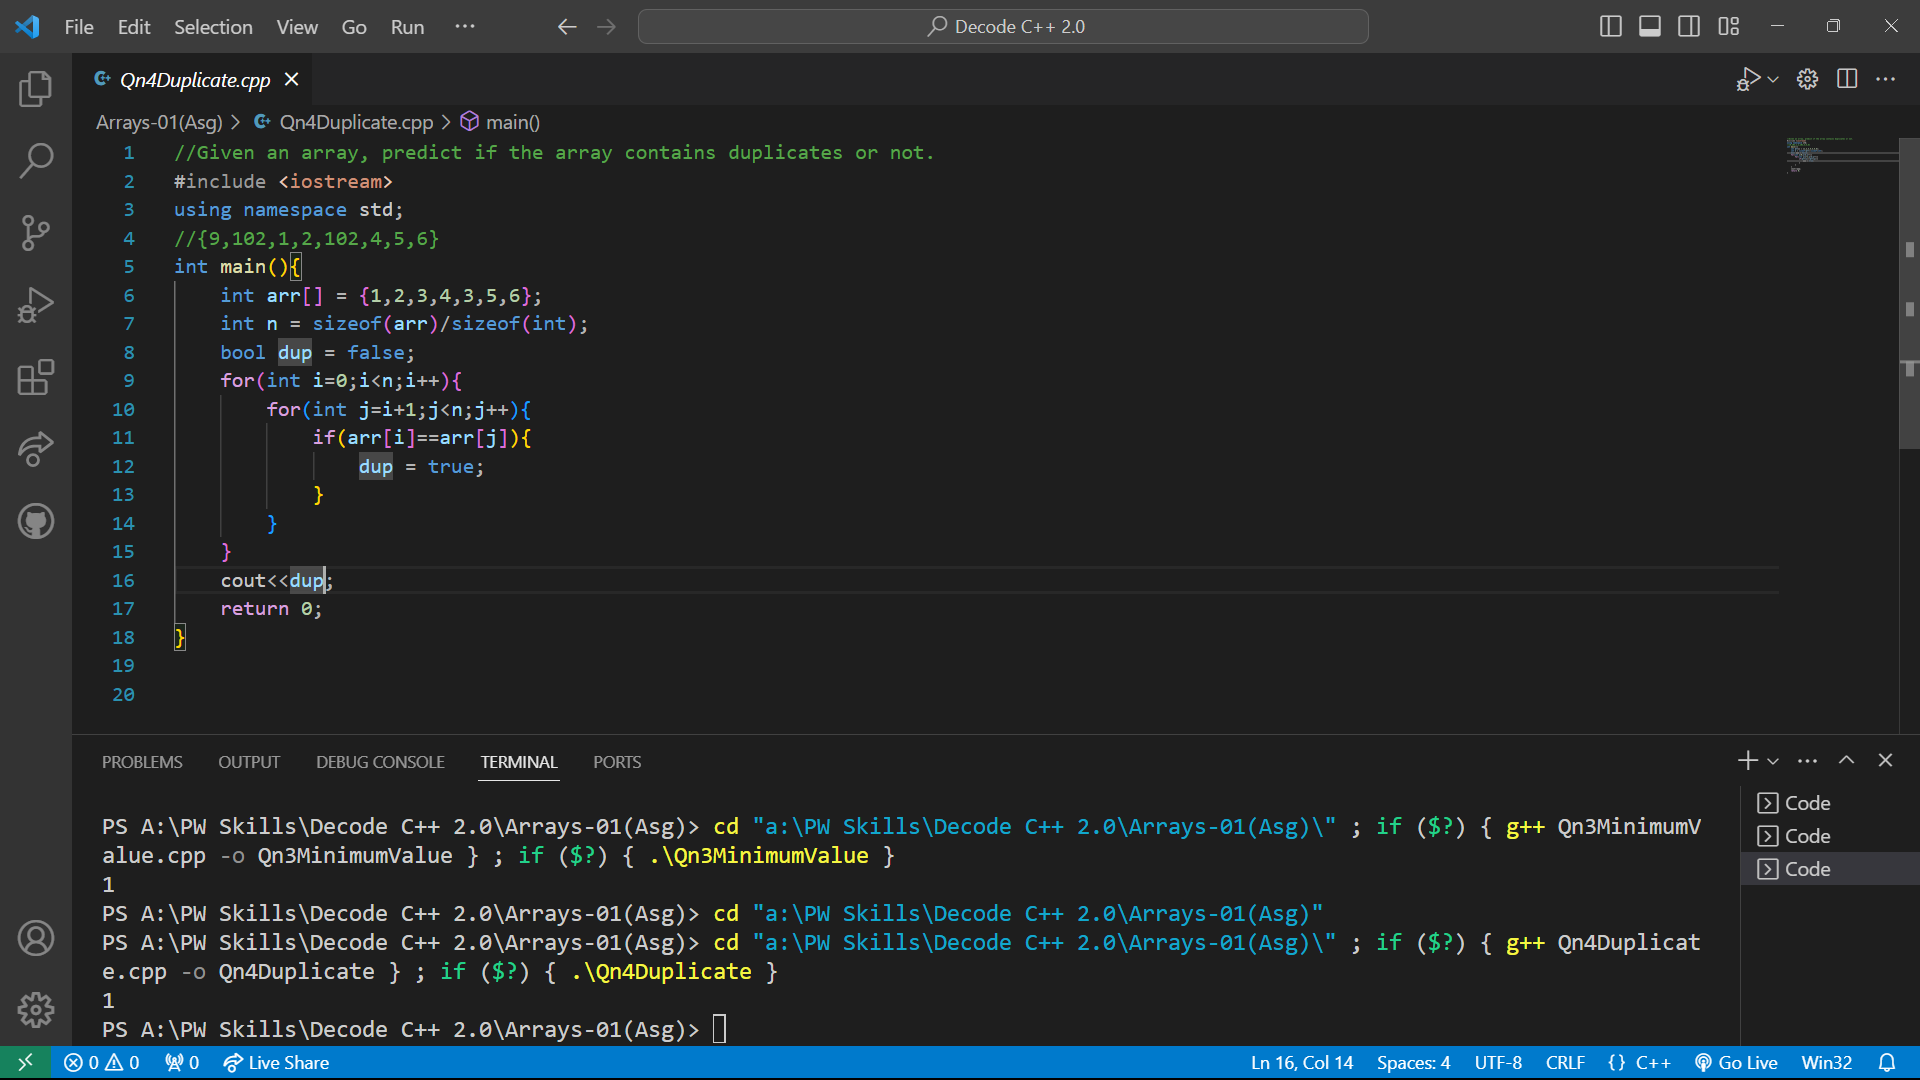 File Edit Selection View Go Run ··· Decode C++ 2.0
Qn4Duplicate.cpp
Arrays-01(Asg) > Qn4Duplicate.cpp > main()
1 //Given an array, predict if the array contains duplicates or not.
2 #include <iostream>
3 using namespace std;
4 //{9,102,1,2,102,4,5,6}
5 int main(){
6 int arr[] = {1,2,3,4,3,5,6};
7 int n = sizeof(arr)/sizeof(int);
8 bool dup = false;
9 for(int i=0;i<n;i++){
10 for(int j=i+1;j<n;j++){
11 if(arr[i]==arr[j]){
12 dup = true;
13 }
14 }
15 }
16 cout<<dup;
17 return 0;
18 }
19
20
PROBLEMS OUTPUT DEBUG CONSOLE TERMINAL PORTS
PS A:\PW Skills\Decode C++ 2.0\Arrays-01(Asg)> cd "a:\PW Skills\Decode C++ 2.0\Arrays-01(Asg)\" ; if ($?) { g++ Qn3MinimumV
alue.cpp -o Qn3MinimumValue } ; if ($?) { .\Qn3MinimumValue }
1
PS A:\PW Skills\Decode C++ 2.0\Arrays-01(Asg)> cd "a:\PW Skills\Decode C++ 2.0\Arrays-01(Asg)"
PS A:\PW Skills\Decode C++ 2.0\Arrays-01(Asg)> cd "a:\PW Skills\Decode C++ 2.0\Arrays-01(Asg)\" ; if ($?) { g++ Qn4Duplicat
e.cpp -o Qn4Duplicate } ; if ($?) { .\Qn4Duplicate }
1
PS A:\PW Skills\Decode C++ 2.0\Arrays-01(Asg)>
Code
Code
Code
0 0 0 Live Share Ln 16, Col 14 Spaces: 4 UTF-8 CRLF {} C++ Go Live Win32